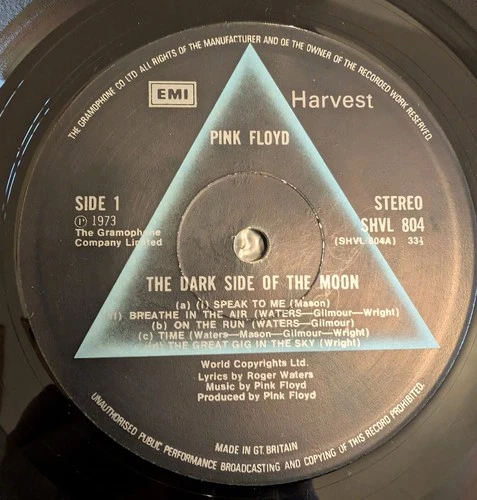 THE GRAMOPHONE CO LTD ALL RIGHTS OF THE MANUFACTURER AND OF THE OWNER OF THE RECORDED WORK RESERVED.
EMI
Harvest
PINK FLOYD
SIDE 1
STEREO
Ⓟ 1973
SHVL 804
The Gramophone
(SHVL 804A) 33⅓
Company Limited
THE DARK SIDE OF THE MOON
(a) (i) SPEAK TO ME (Mason)
BREATHE IN THE AIR (WATERS—Gilmour—Wright)
(b) ON THE RUN (WATERS—Gilmour)
(c) TIME (Waters—Mason—Gilmour—Wright)
(d) THE GREAT GIG IN THE SKY (Wright)
World Copyrights Ltd.
Lyrics by Roger Waters
Music by Pink Floyd
Produced by Pink Floyd
MADE IN GT. BRITAIN
UNAUTHORISED PUBLIC PERFORMANCE BROADCASTING AND COPYING OF THIS RECORD PROHIBITED.